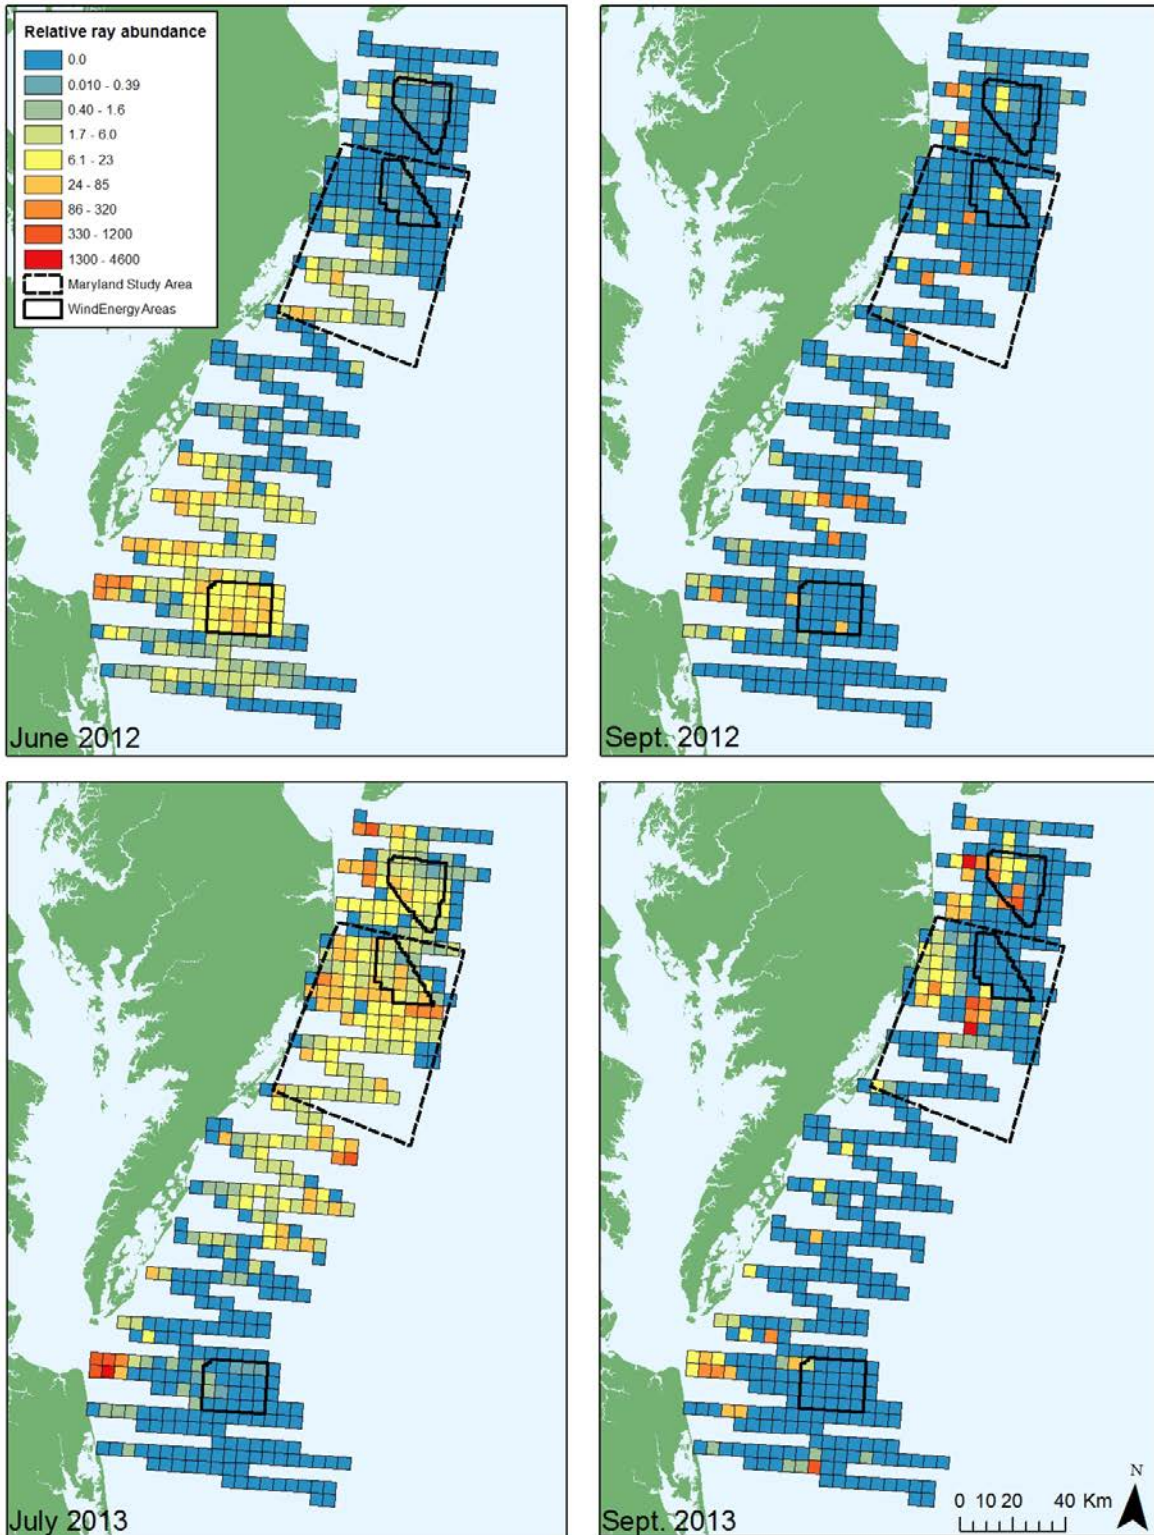 Relative ray abundance
0.0
0.010 - 0.39
0.40 - 1.6
1.7 - 6.0
6.1 - 23
24 - 85
86 - 320
330 - 1200
1300 - 4600
Maryland Study Area
WindEnergyAreas
June 2012
Sept. 2012
July 2013
Sept. 2013
0 10 20 40 Km
N